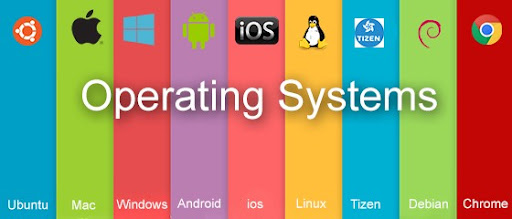 iOS
TIZEN
Operating Systems
Ubuntu Mac Windows Android ios Linux Tizen Debian Chrome